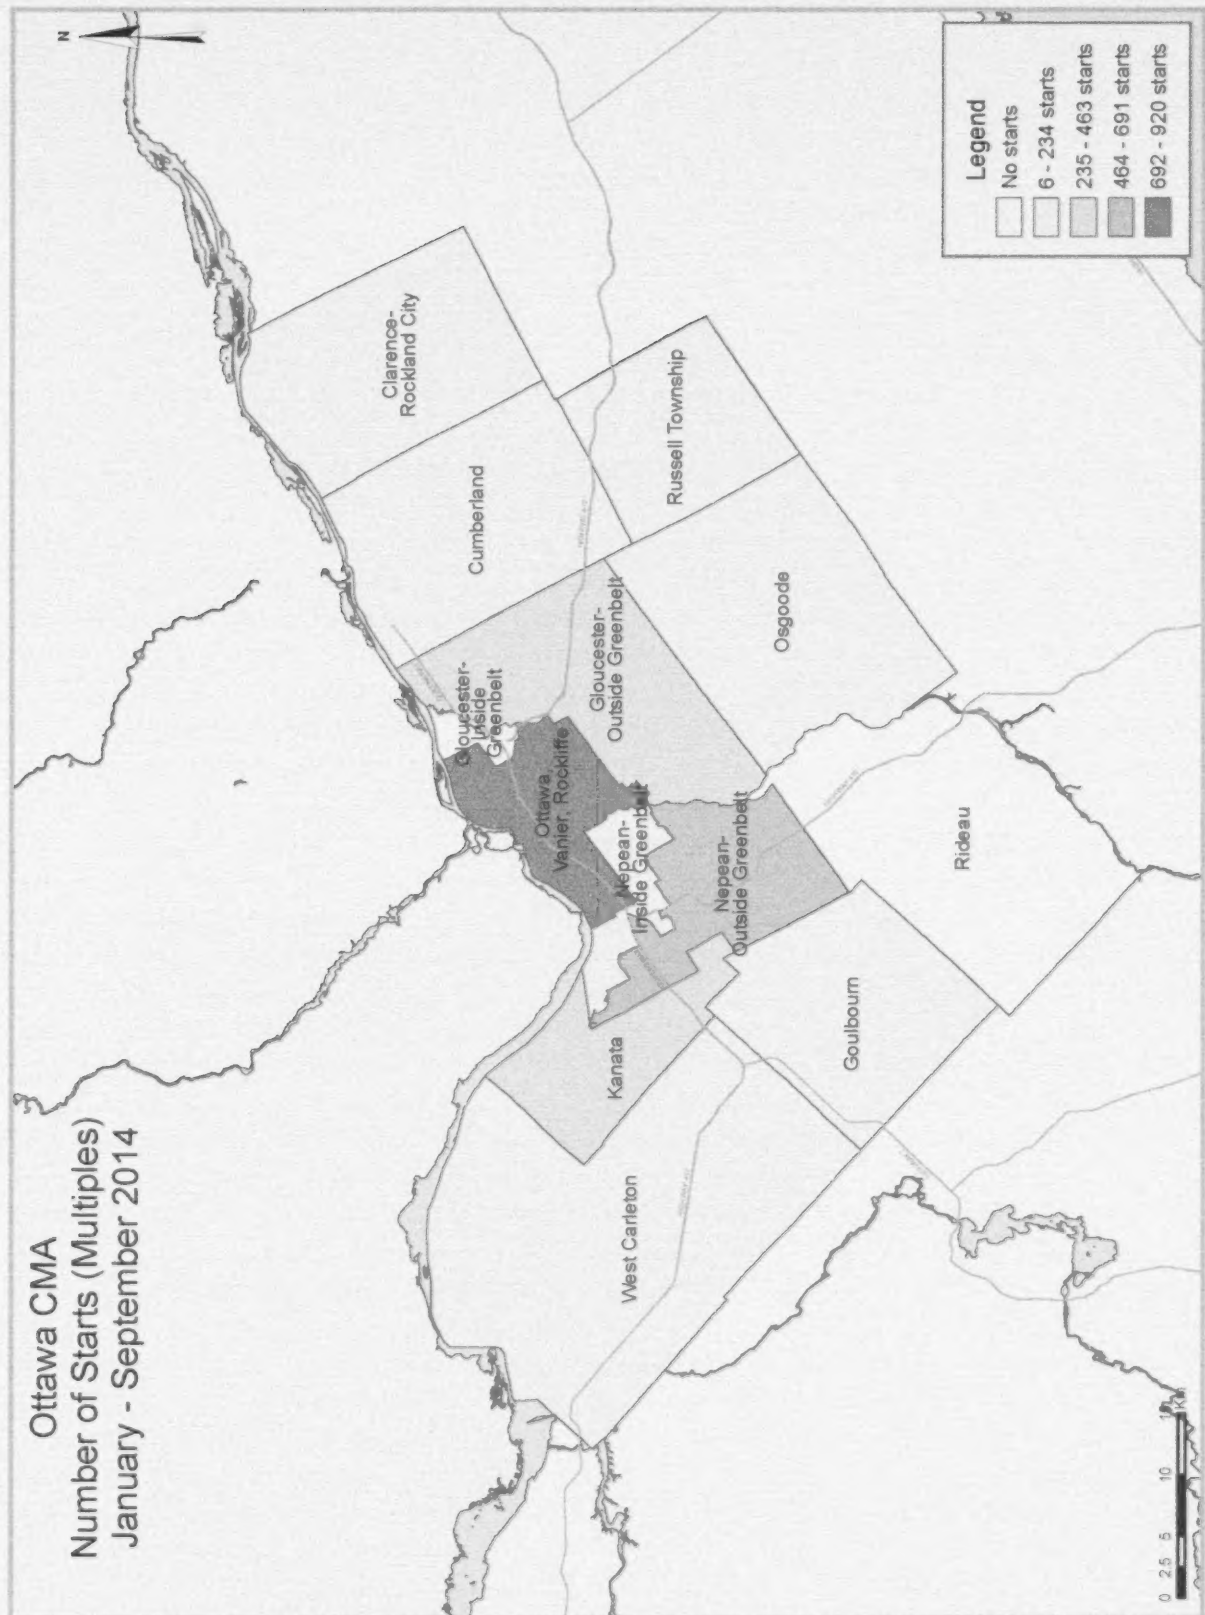 Ottawa CMA
Number of Starts (Multiples)
January - September 2014
N
Clarence-
Rockland City
Cumberland
Russell Township
Gloucester-
Inside
Greenbelt
Gloucester-
Outside Greenbelt
Osgoode
Ottawa,
Vanier, Rockliffe
Nepean-
Inside Greenbelt
Nepean-
Outside Greenbelt
Rideau
Kanata
Goulbourn
West Carleton
Legend
No starts
6 - 234 starts
235 - 463 starts
464 - 691 starts
692 - 920 starts
0 2.5 5 10